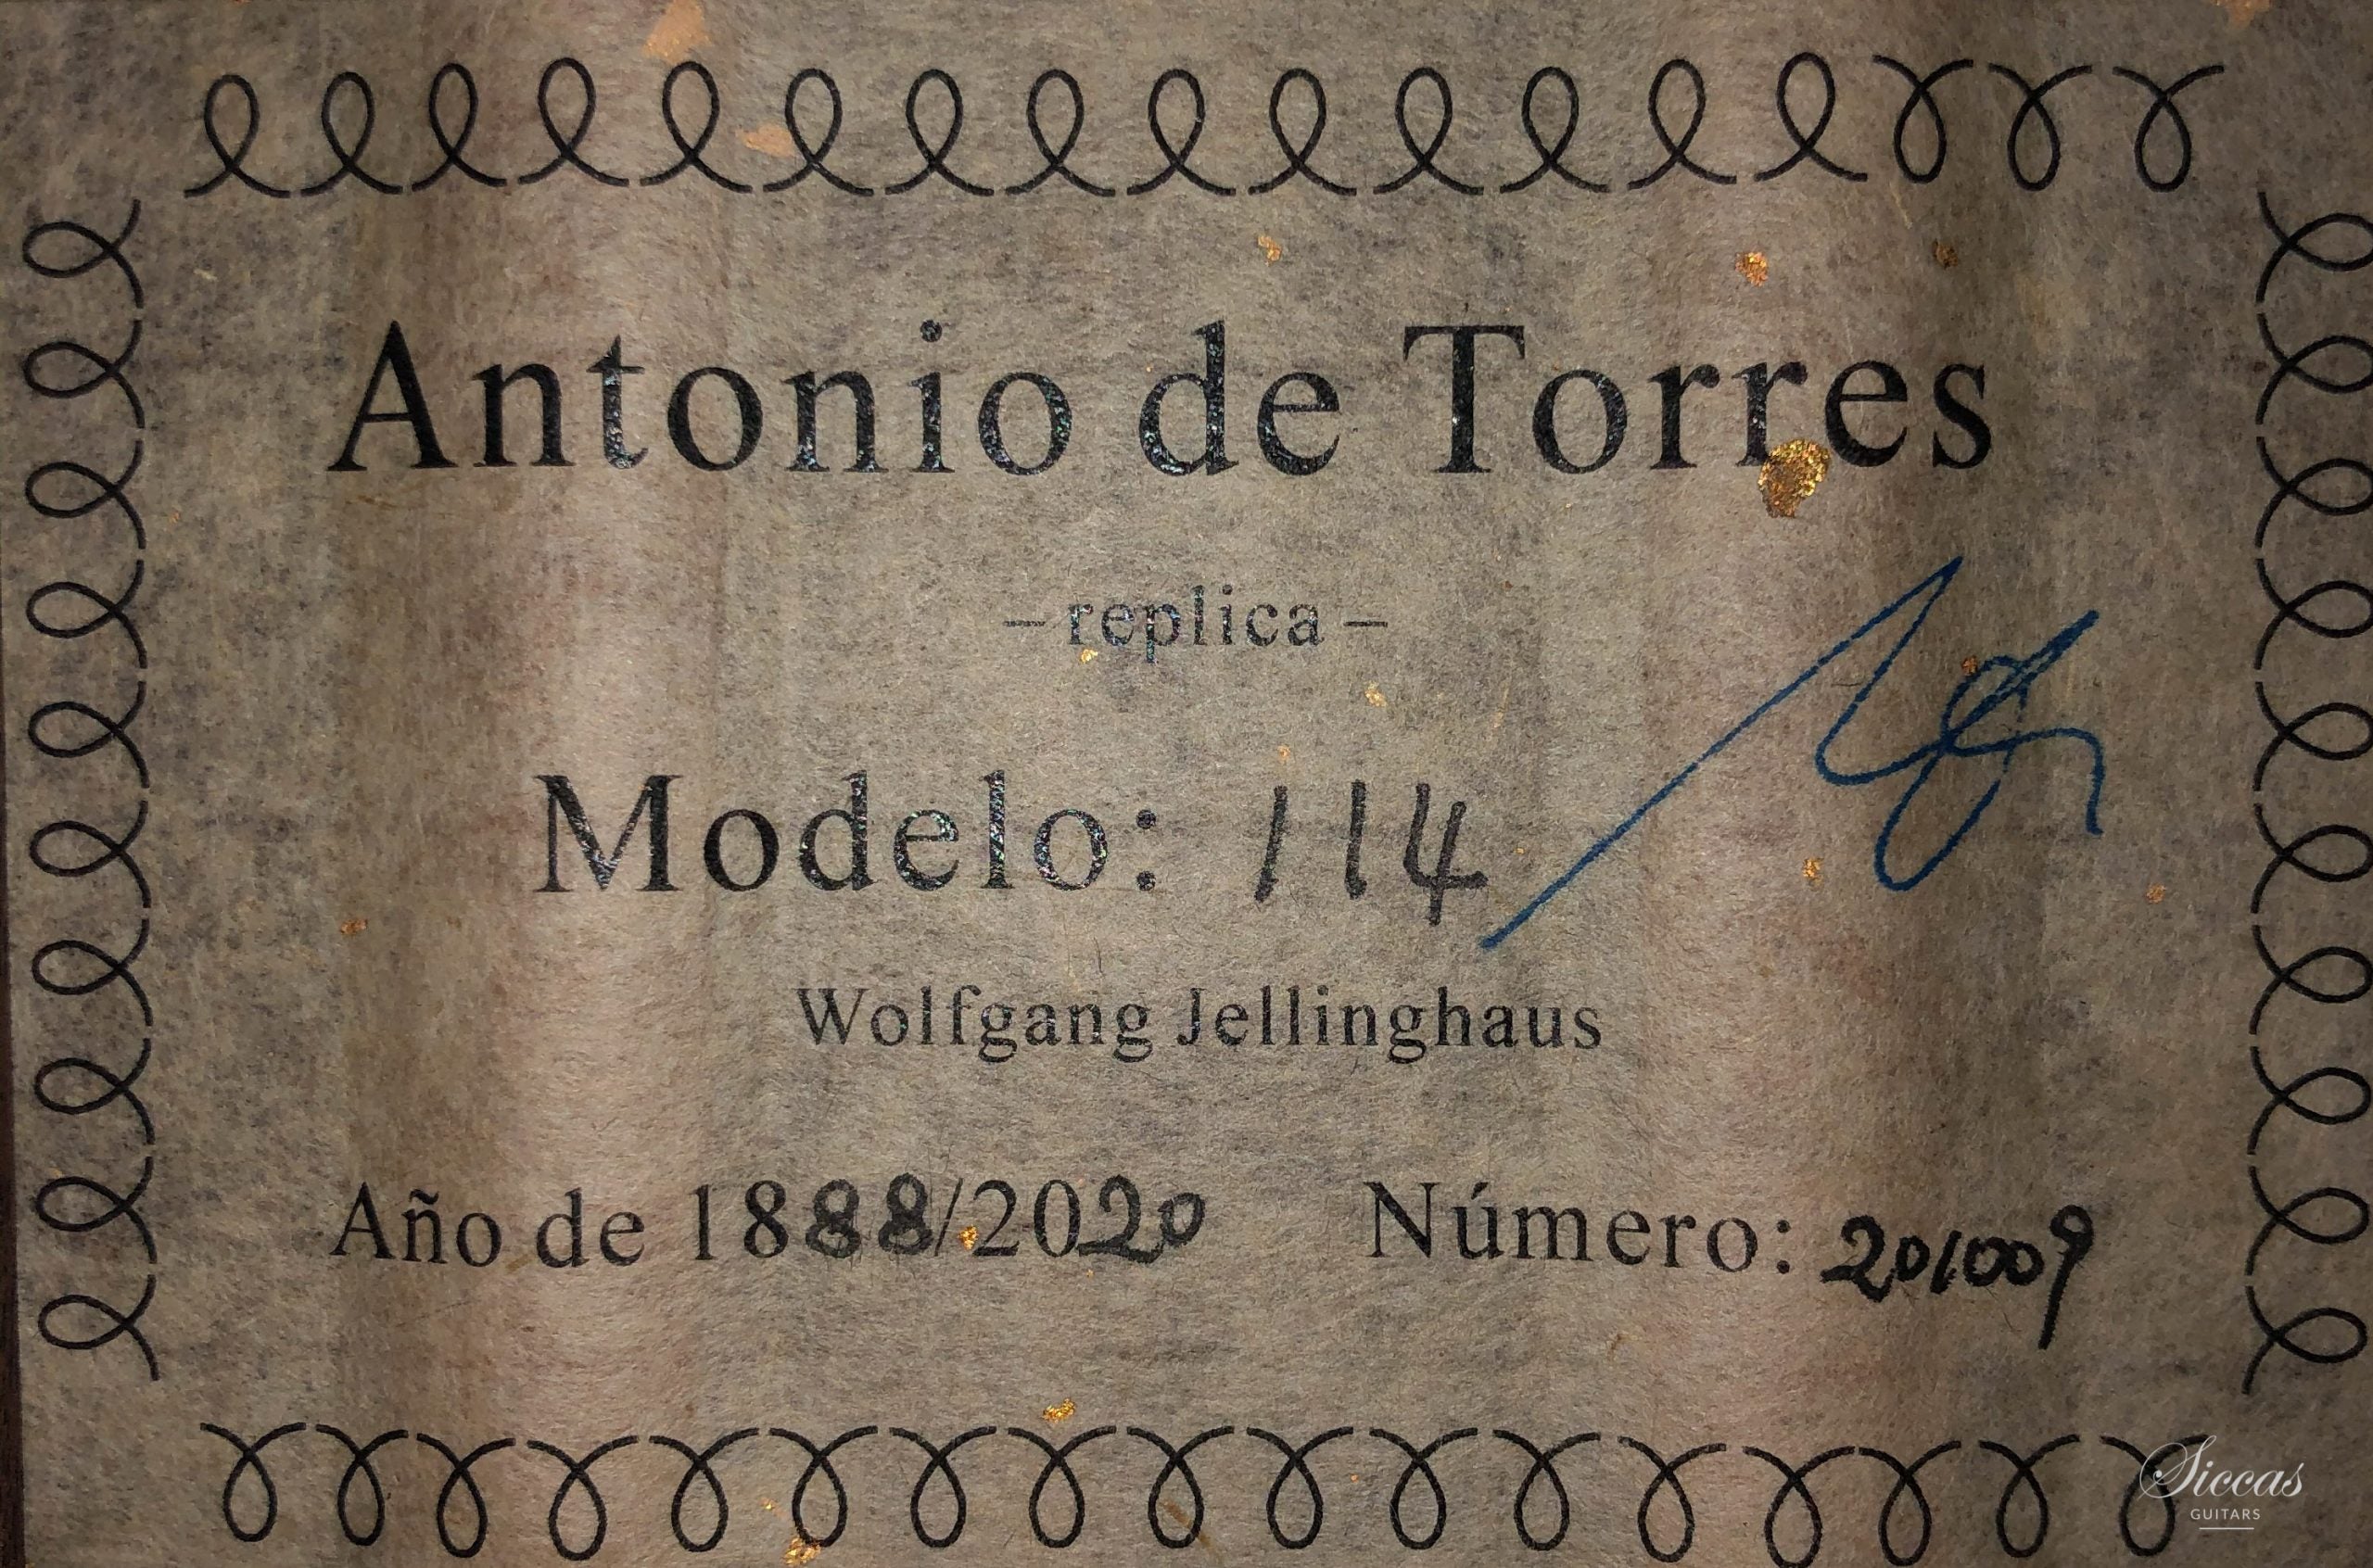 Antonio de Torres
– replica –
Modelo: 114
Wolfgang Jellinghaus
Año de 1888/2020 Número: 201009
Siccas
GUITARS